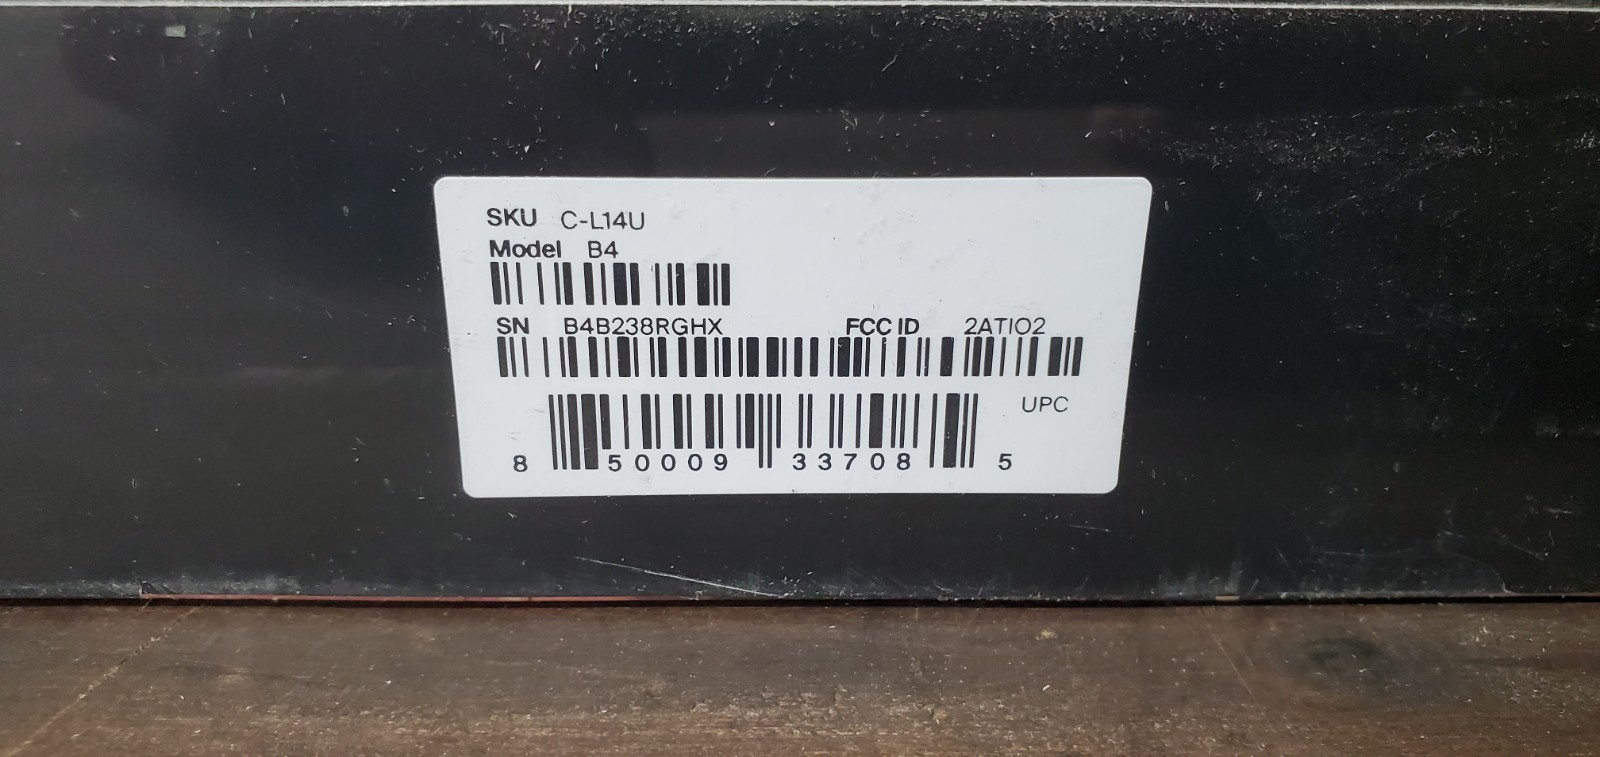 SKU C-L14U
Model B4
SN B4B238RGHX FCC ID 2ATIO2
UPC
8 50009 33708 5